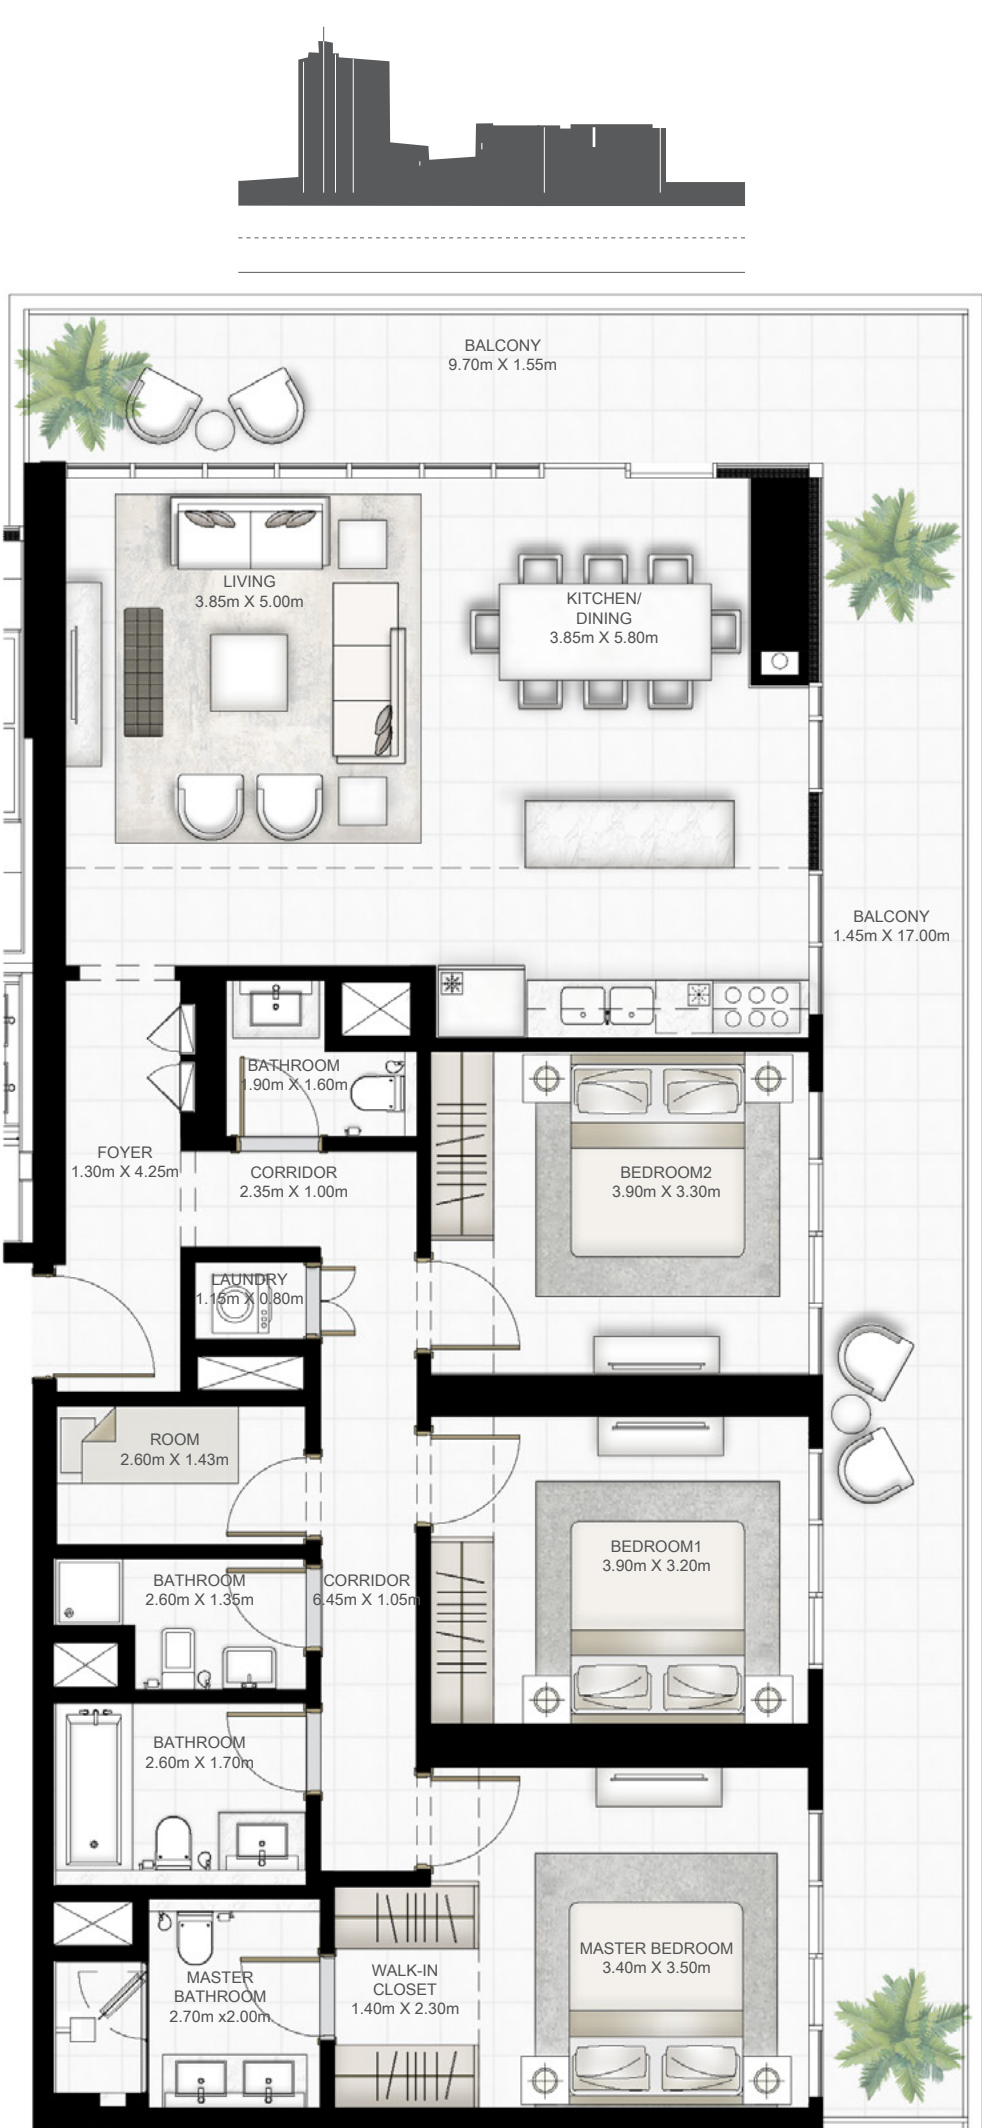 BALCONY
9.70m X 1.55m
LIVING
3.85m X 5.00m
KITCHEN/
DINING
3.85m X 5.80m
BALCONY
1.45m X 17.00m
BATHROOM
1.90m X 1.60m
FOYER
1.30m X 4.25m
CORRIDOR
2.35m X 1.00m
BEDROOM2
3.90m X 3.30m
LAUNDRY
1.15m X 0.80m
ROOM
2.60m X 1.43m
BEDROOM1
3.90m X 3.20m
BATHROOM
2.60m X 1.35m
CORRIDOR
6.45m X 1.05m
BATHROOM
2.60m X 1.70m
MASTER BEDROOM
3.40m X 3.50m
WALK-IN
CLOSET
1.40m X 2.30m
MASTER
BATHROOM
2.70m x2.00m